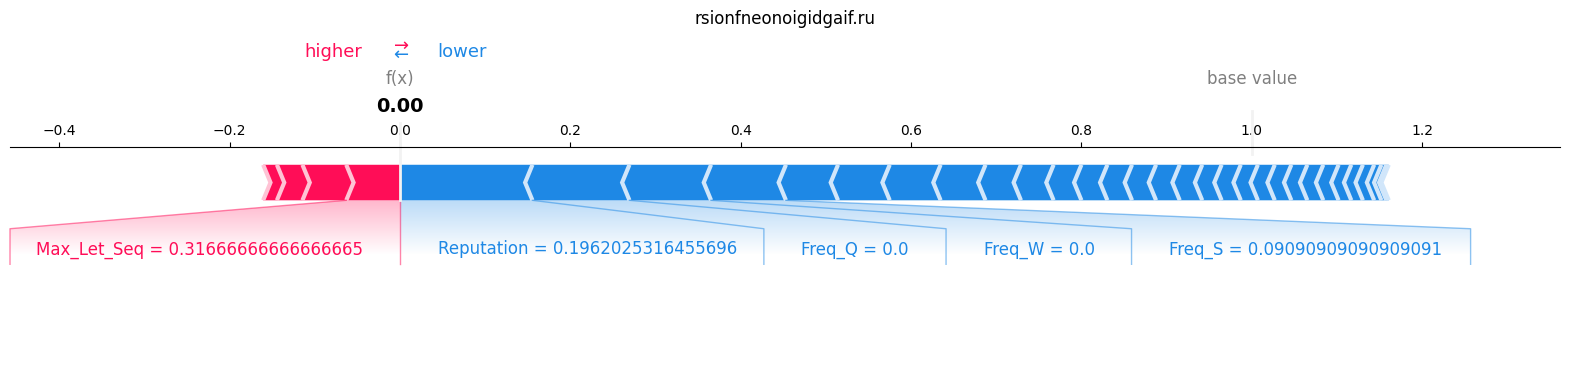 rsionfneonoigidgaif.ru
higher ⇄ lower
f(x) base value
0.00
−0.4 −0.2 0.0 0.2 0.4 0.6 0.8 1.0 1.2
Max_Let_Seq = 0.31666666666666665 Reputation = 0.1962025316455696 Freq_Q = 0.0 Freq_W = 0.0 Freq_S = 0.09090909090909091